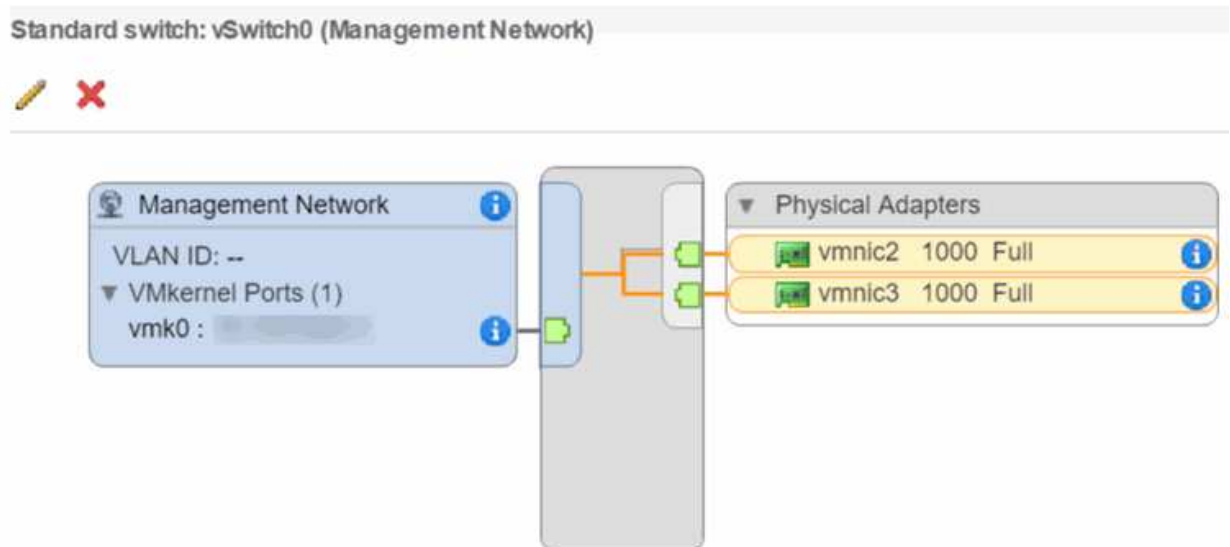 Standard switch: vSwitch0 (Management Network)
Management Network
VLAN ID: --
VMkernel Ports (1)
vmk0 :
Physical Adapters
vmnic2 1000 Full
vmnic3 1000 Full